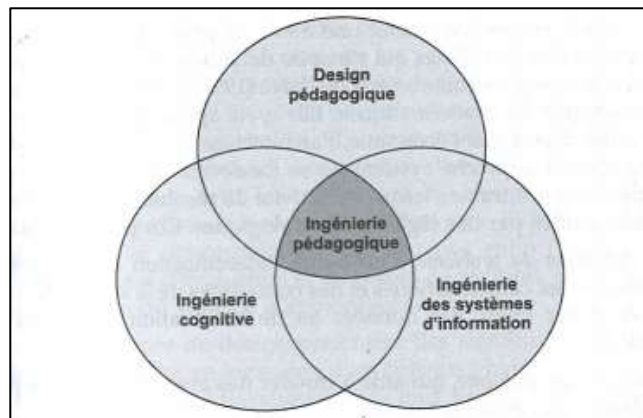 Design
pédagogique
Ingénierie
pédagogique
Ingénierie
cognitive
Ingénierie
des systèmes
d'information